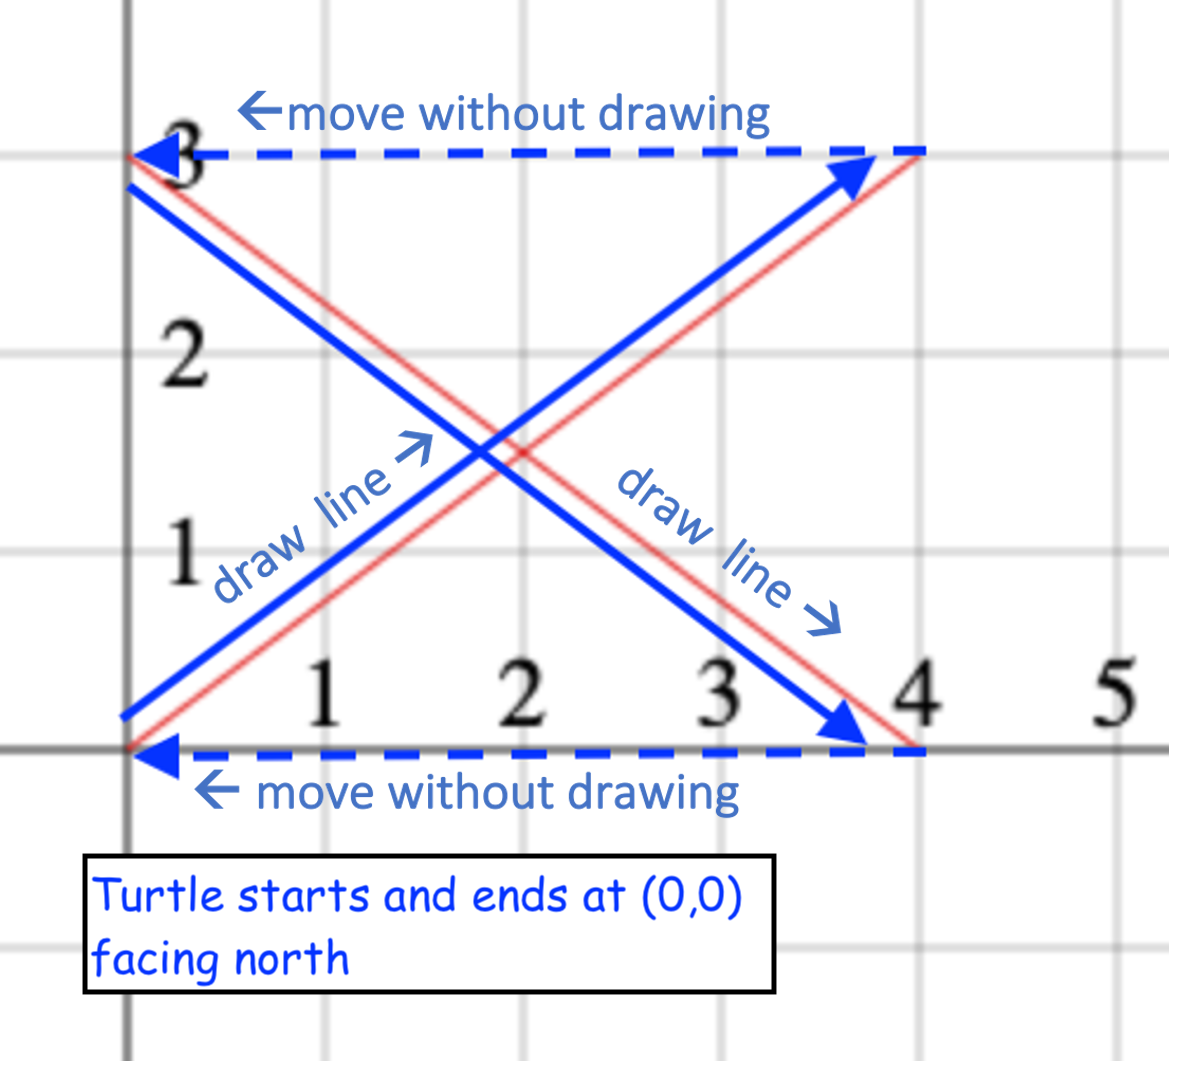 ←move without drawing
3
2
draw line →
draw line →
1
1 2 3 4 5
← move without drawing
Turtle starts and ends at (0,0)
facing north